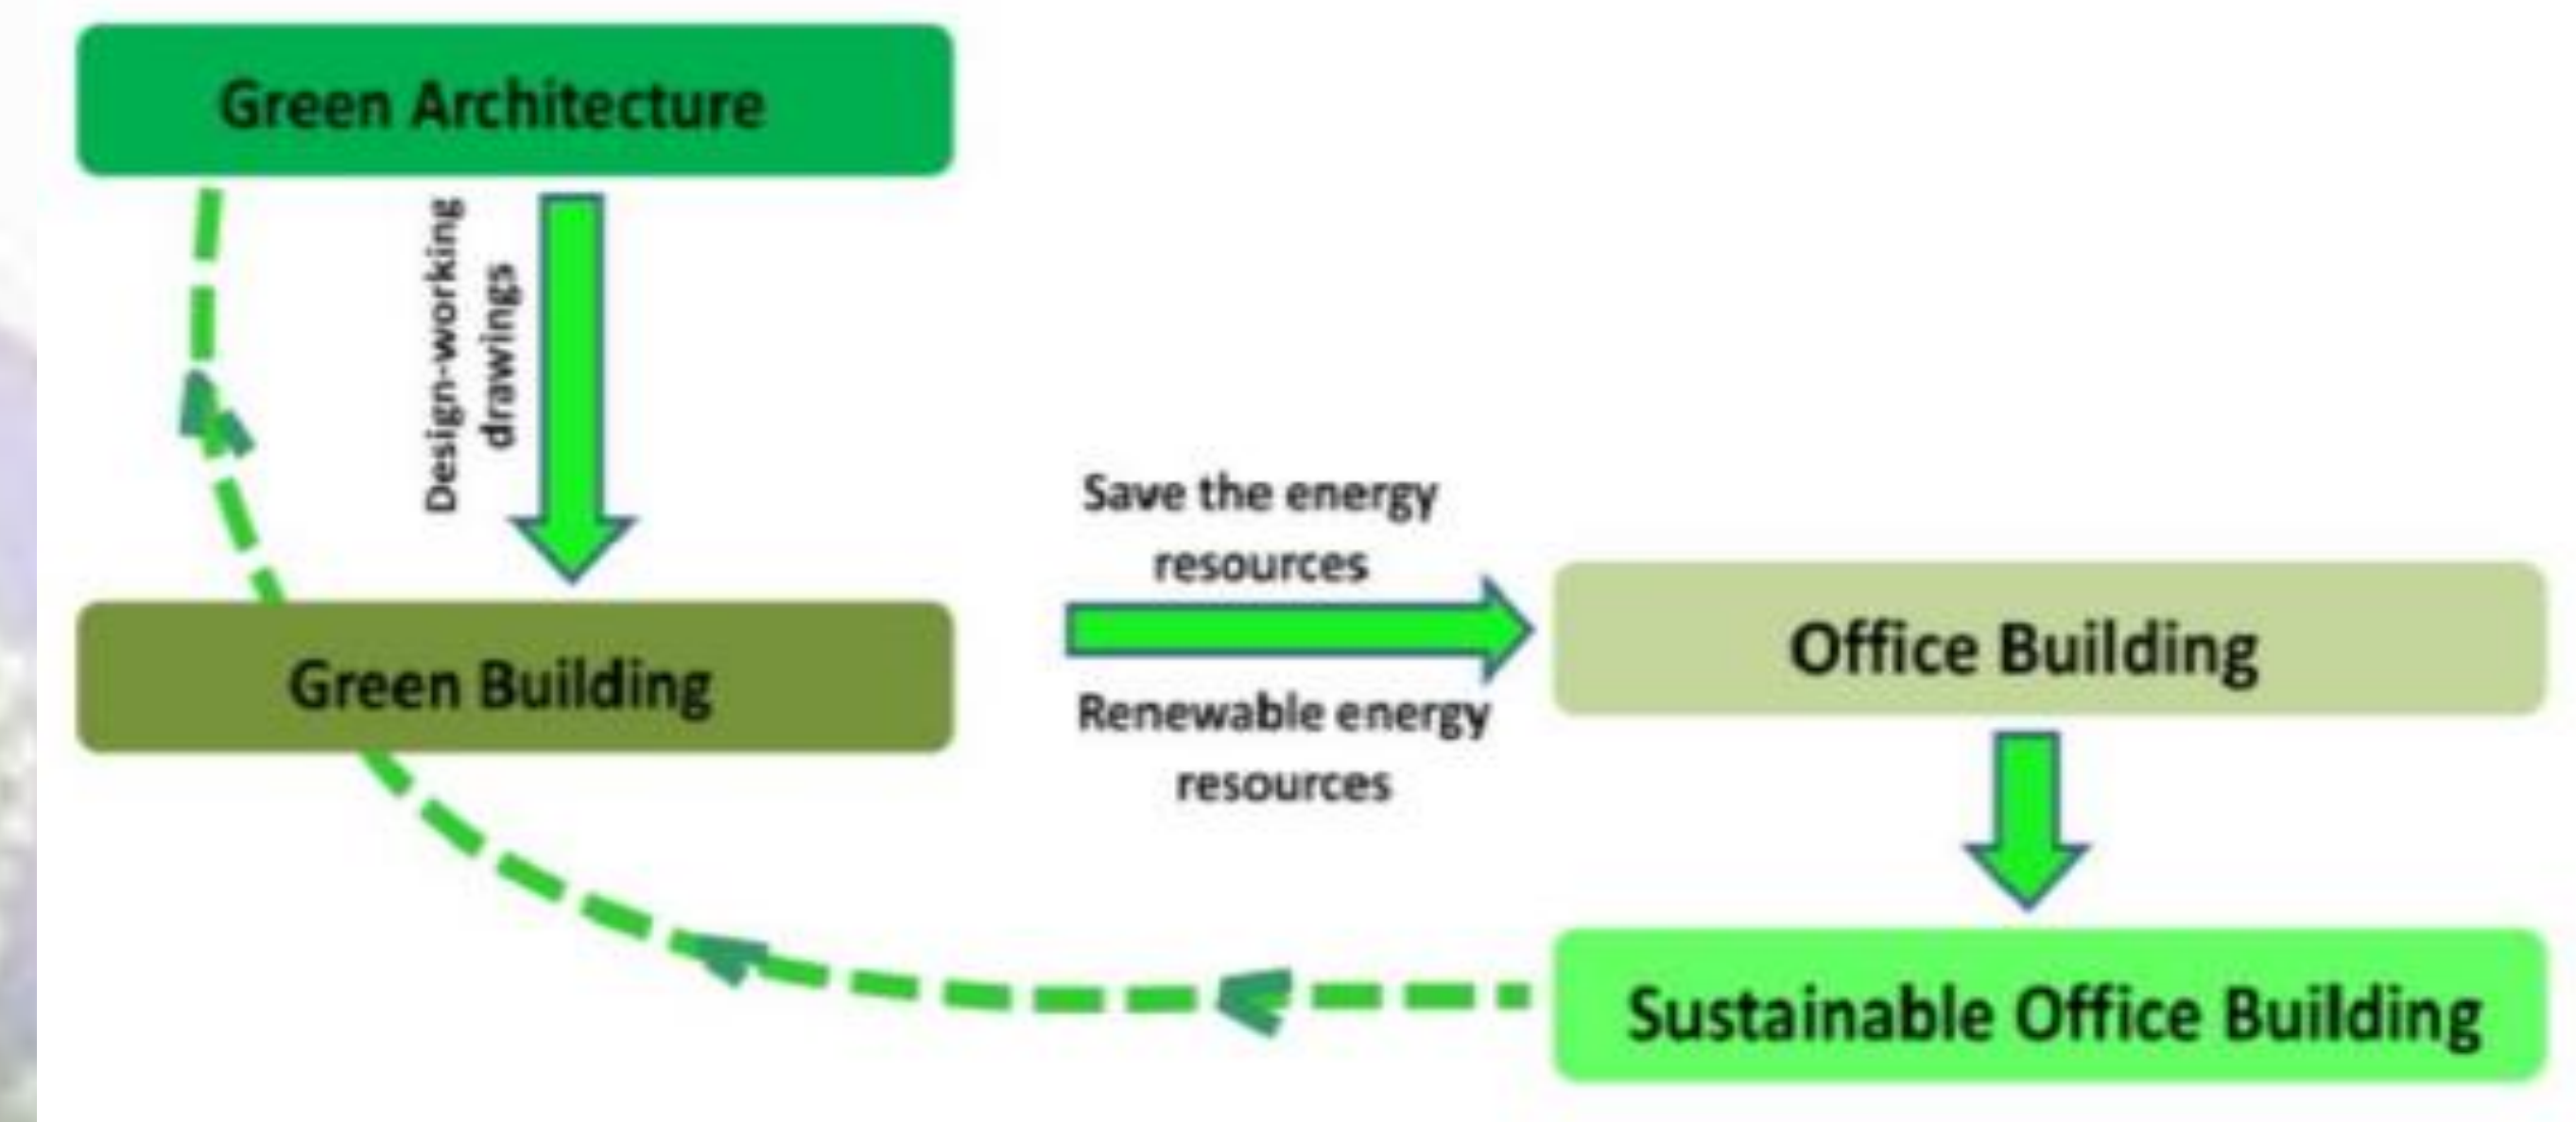 Green Architecture
Design-working
drawings
Save the energy
resources
Green Building
Office Building
Renewable energy
resources
Sustainable Office Building